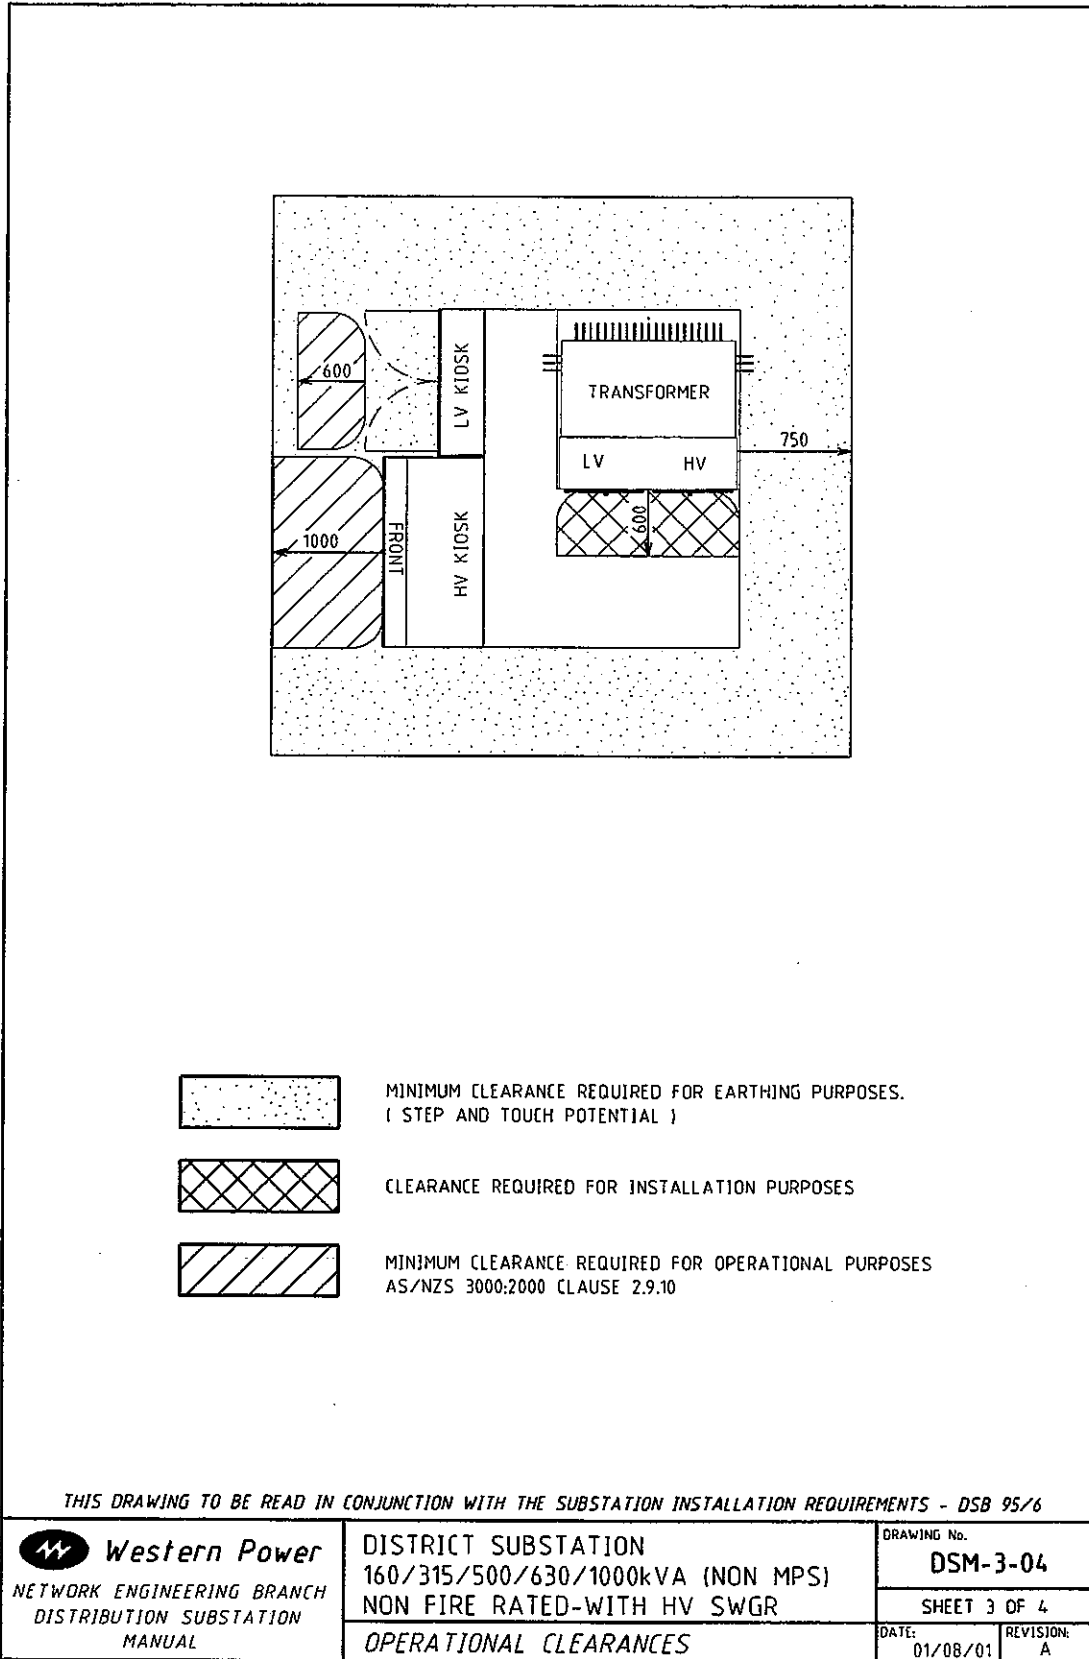 600
LV KIOSK
TRANSFORMER
750
LV HV
1000
FRONT
HV KIOSK
600
MINIMUM CLEARANCE REQUIRED FOR EARTHING PURPOSES.
( STEP AND TOUCH POTENTIAL )
CLEARANCE REQUIRED FOR INSTALLATION PURPOSES
MINIMUM CLEARANCE REQUIRED FOR OPERATIONAL PURPOSES
AS/NZS 3000:2000 CLAUSE 2.9.10
THIS DRAWING TO BE READ IN CONJUNCTION WITH THE SUBSTATION INSTALLATION REQUIREMENTS - DSB 95/6
Western Power
NETWORK ENGINEERING BRANCH
DISTRIBUTION SUBSTATION
MANUAL
DISTRICT SUBSTATION
160/315/500/630/1000kVA (NON MPS)
NON FIRE RATED-WITH HV SWGR
OPERATIONAL CLEARANCES
DRAWING No.
DSM-3-04
SHEET 3 OF 4
DATE:
01/08/01
REVISION:
A